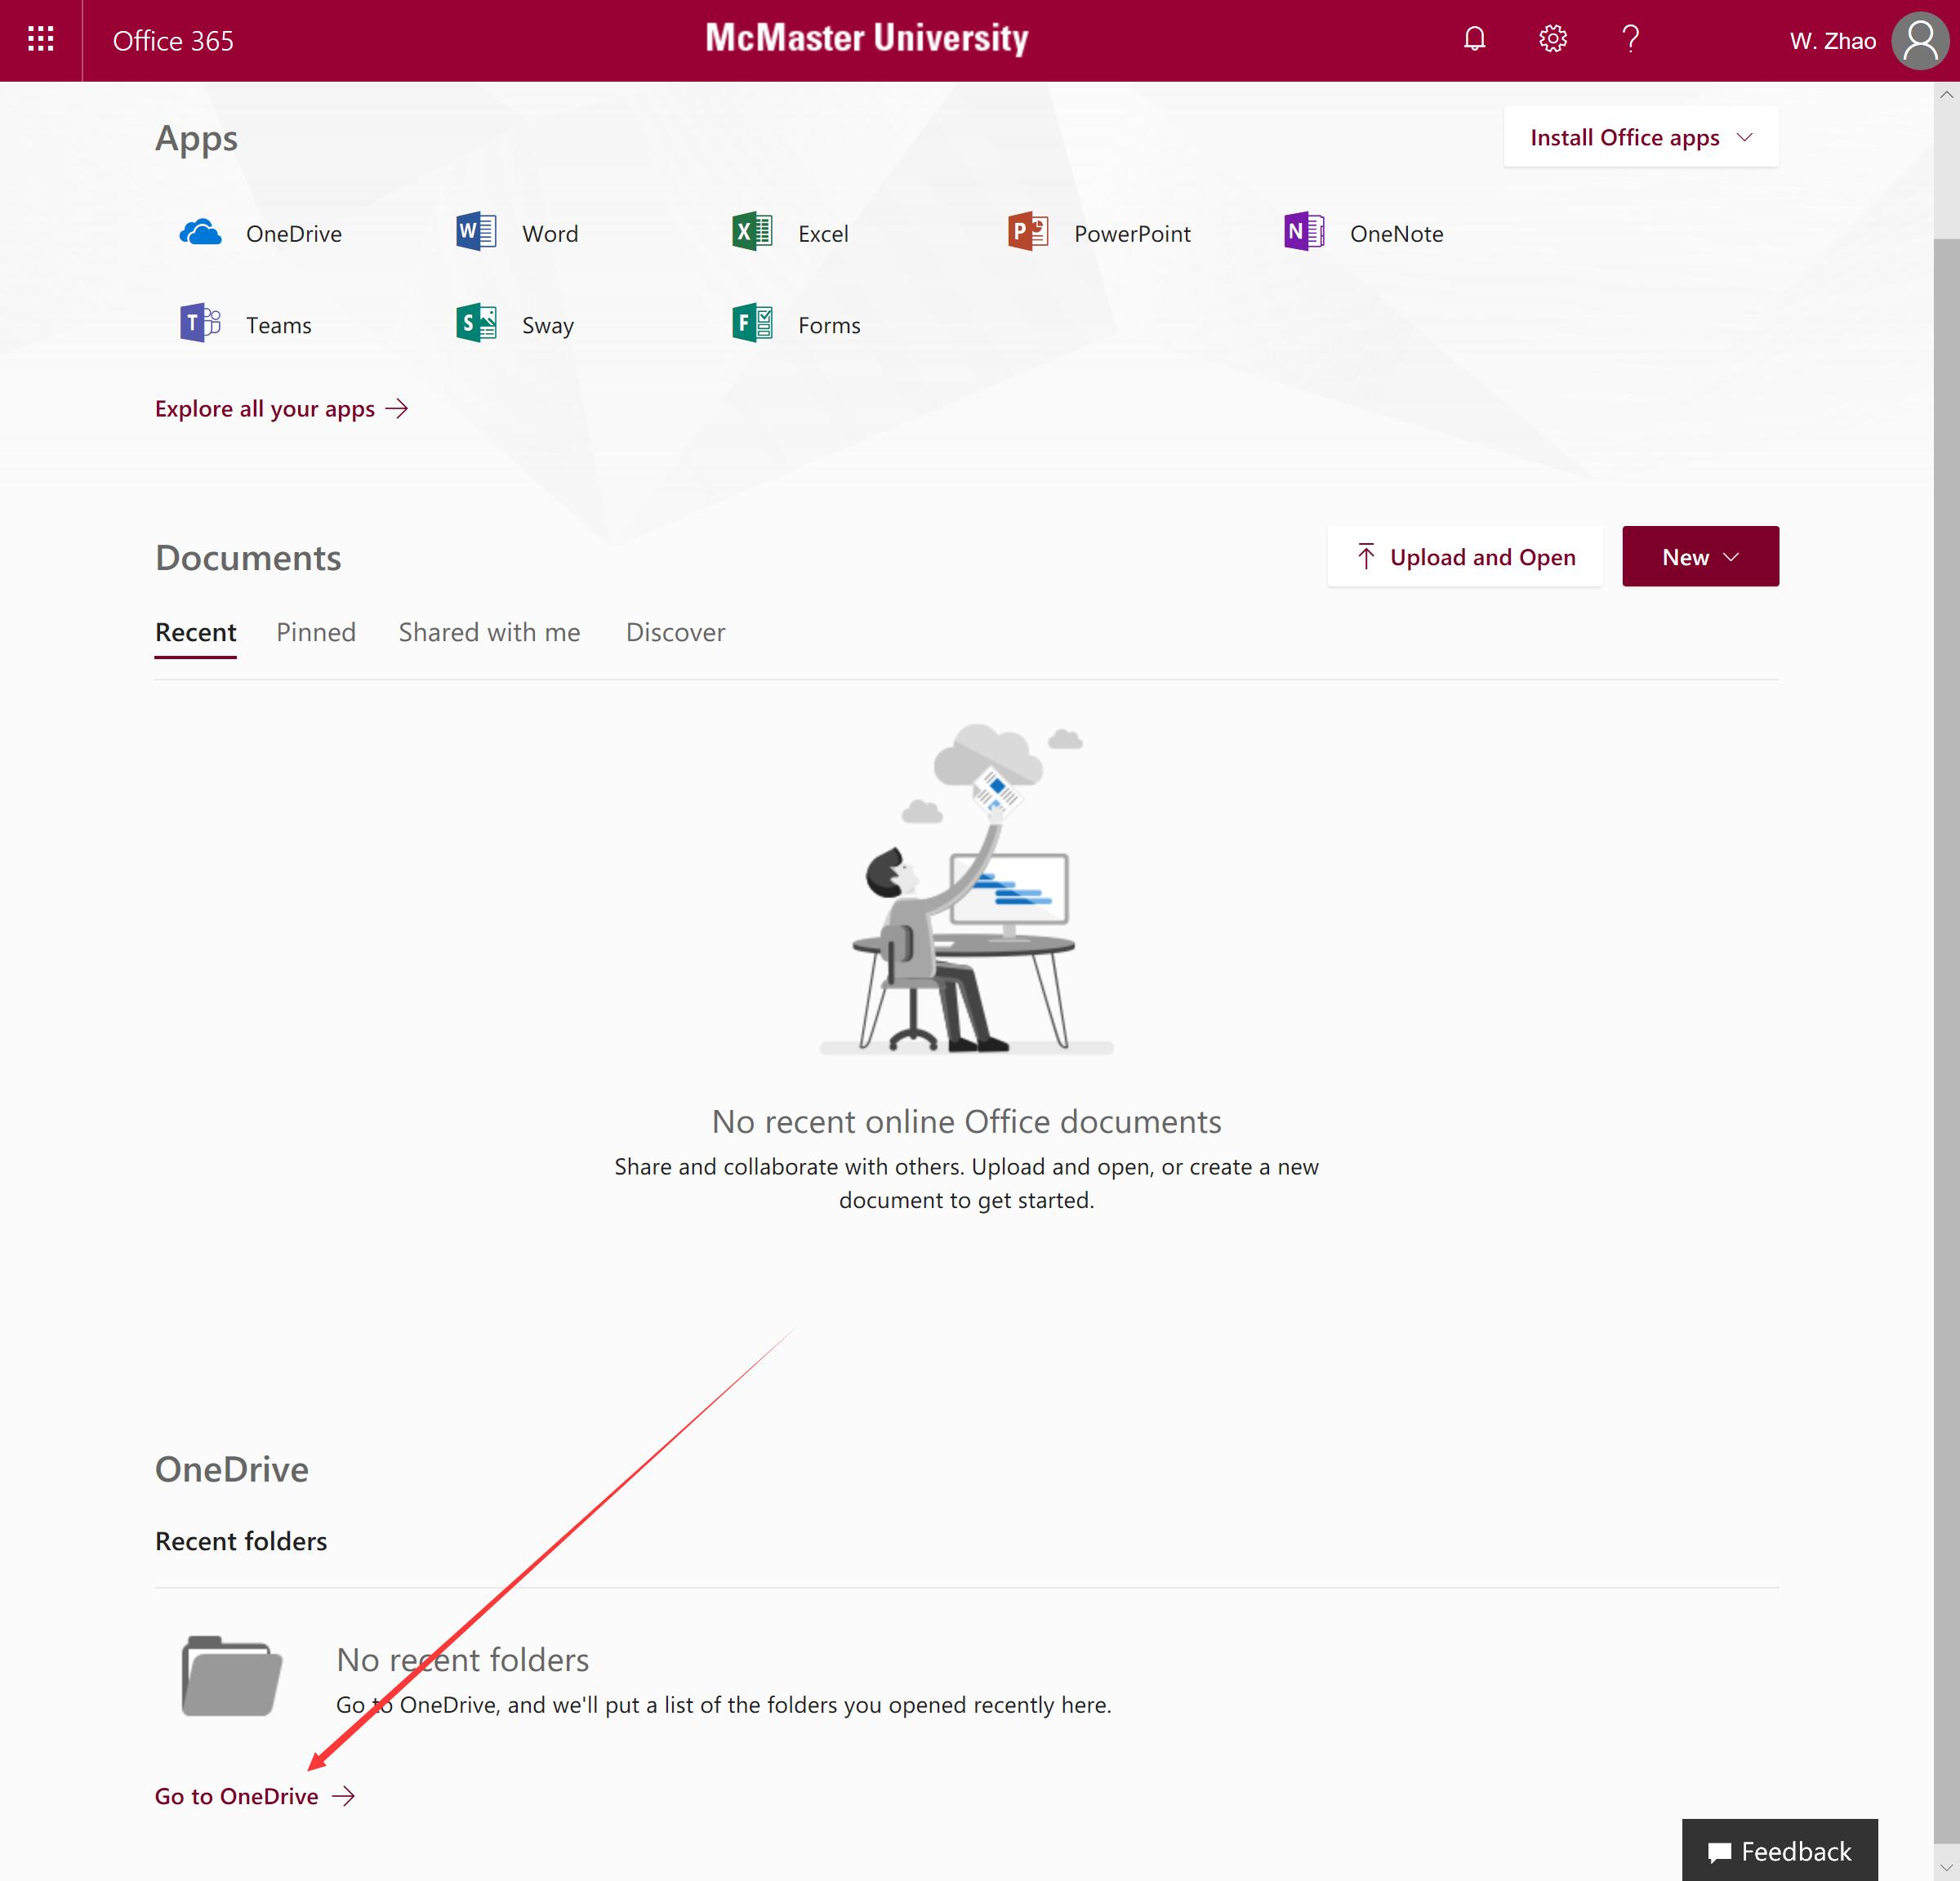 Office 365
McMaster University
W. Zhao
Apps
Install Office apps
OneDrive
Word
Excel
PowerPoint
OneNote
Teams
Sway
Forms
Explore all your apps
Documents
Upload and Open
New
Recent
Pinned
Shared with me
Discover
No recent online Office documents
Share and collaborate with others. Upload and open, or create a new
document to get started.
OneDrive
Recent folders
No recent folders
Go to OneDrive, and we'll put a list of the folders you opened recently here.
Go to OneDrive
Feedback